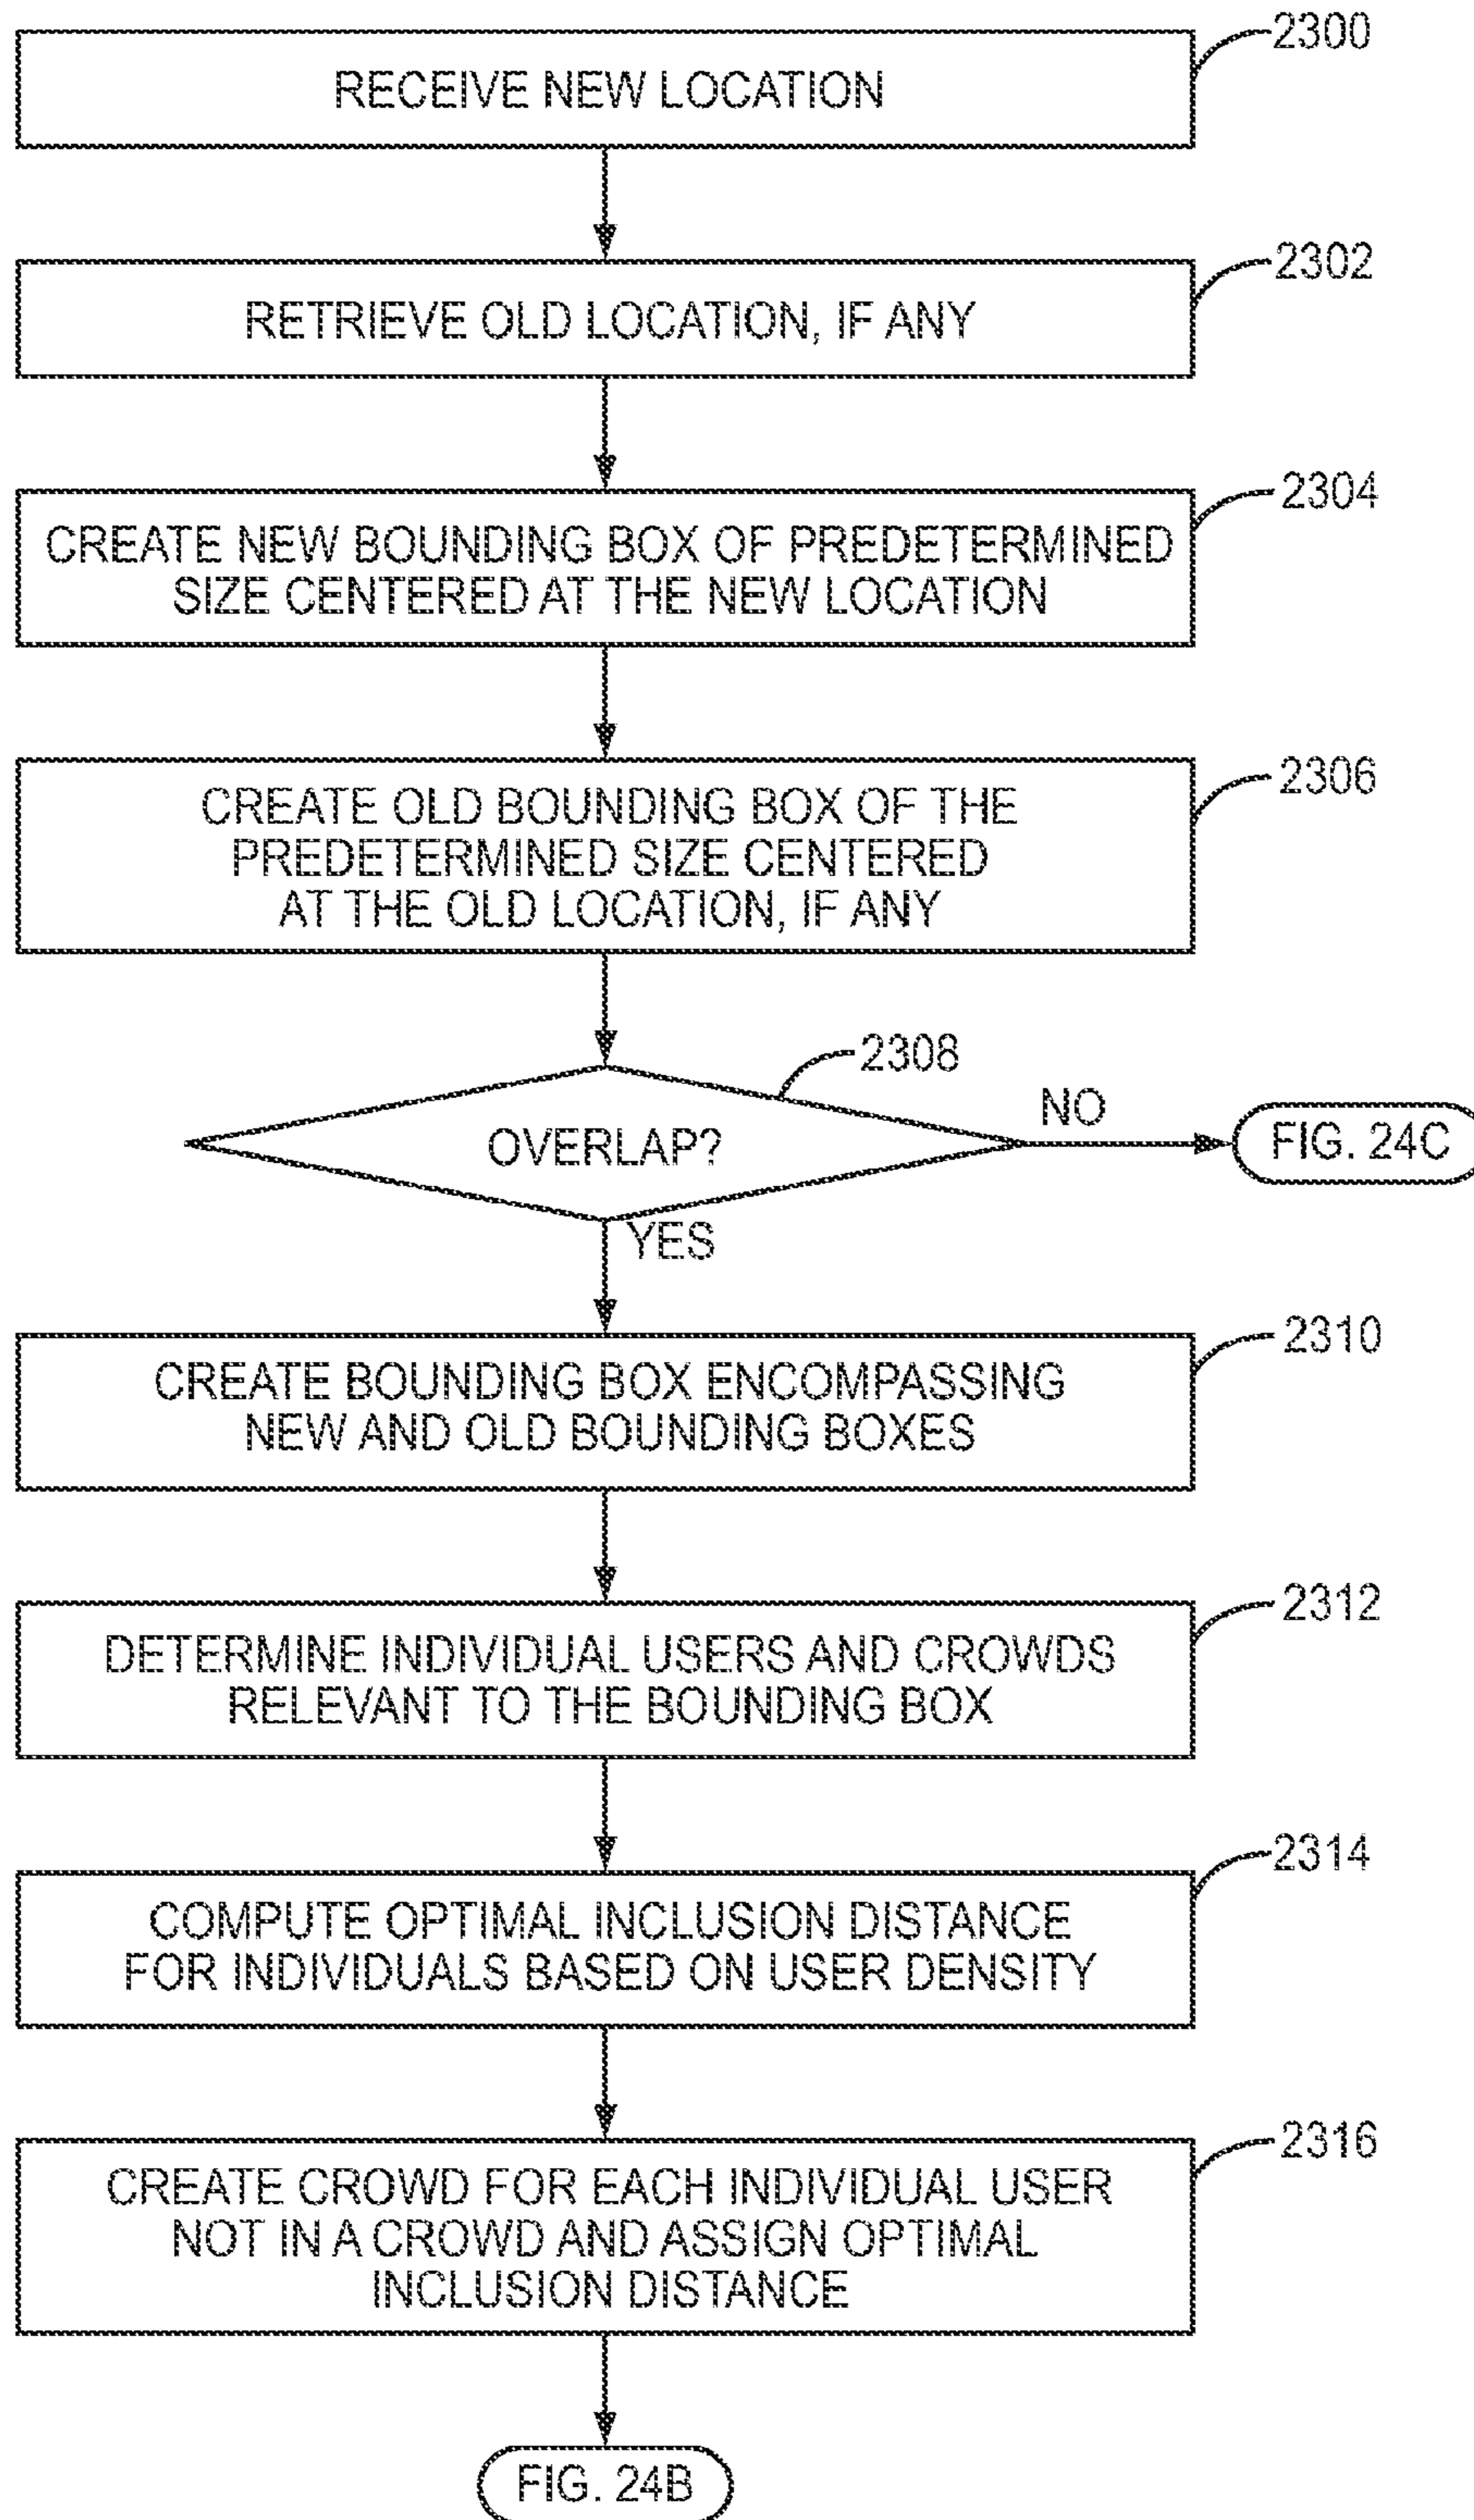 2300
RECEIVE NEW LOCATION
2302
RETRIEVE OLD LOCATION, IF ANY
2304
CREATE NEW BOUNDING BOX OF PREDETERMINED
SIZE CENTERED AT THE NEW LOCATION
2306
CREATE OLD BOUNDING BOX OF THE
PREDETERMINED SIZE CENTERED
AT THE OLD LOCATION, IF ANY
2308
OVERLAP?
NO
FIG. 24C
YES
2310
CREATE BOUNDING BOX ENCOMPASSING
NEW AND OLD BOUNDING BOXES
2312
DETERMINE INDIVIDUAL USERS AND CROWDS
RELEVANT TO THE BOUNDING BOX
2314
COMPUTE OPTIMAL INCLUSION DISTANCE
FOR INDIVIDUALS BASED ON USER DENSITY
2316
CREATE CROWD FOR EACH INDIVIDUAL USER
NOT IN A CROWD AND ASSIGN OPTIMAL
INCLUSION DISTANCE
FIG. 24B